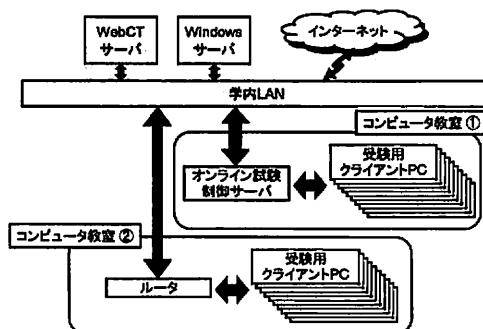 WebCT
サーバ
Windows
サーバ
インターネット
学内LAN
コンピュータ教室①
オンライン試験
制御サーバ
受験用
クライアントPC
コンピュータ教室②
ルータ
受験用
クライアントPC